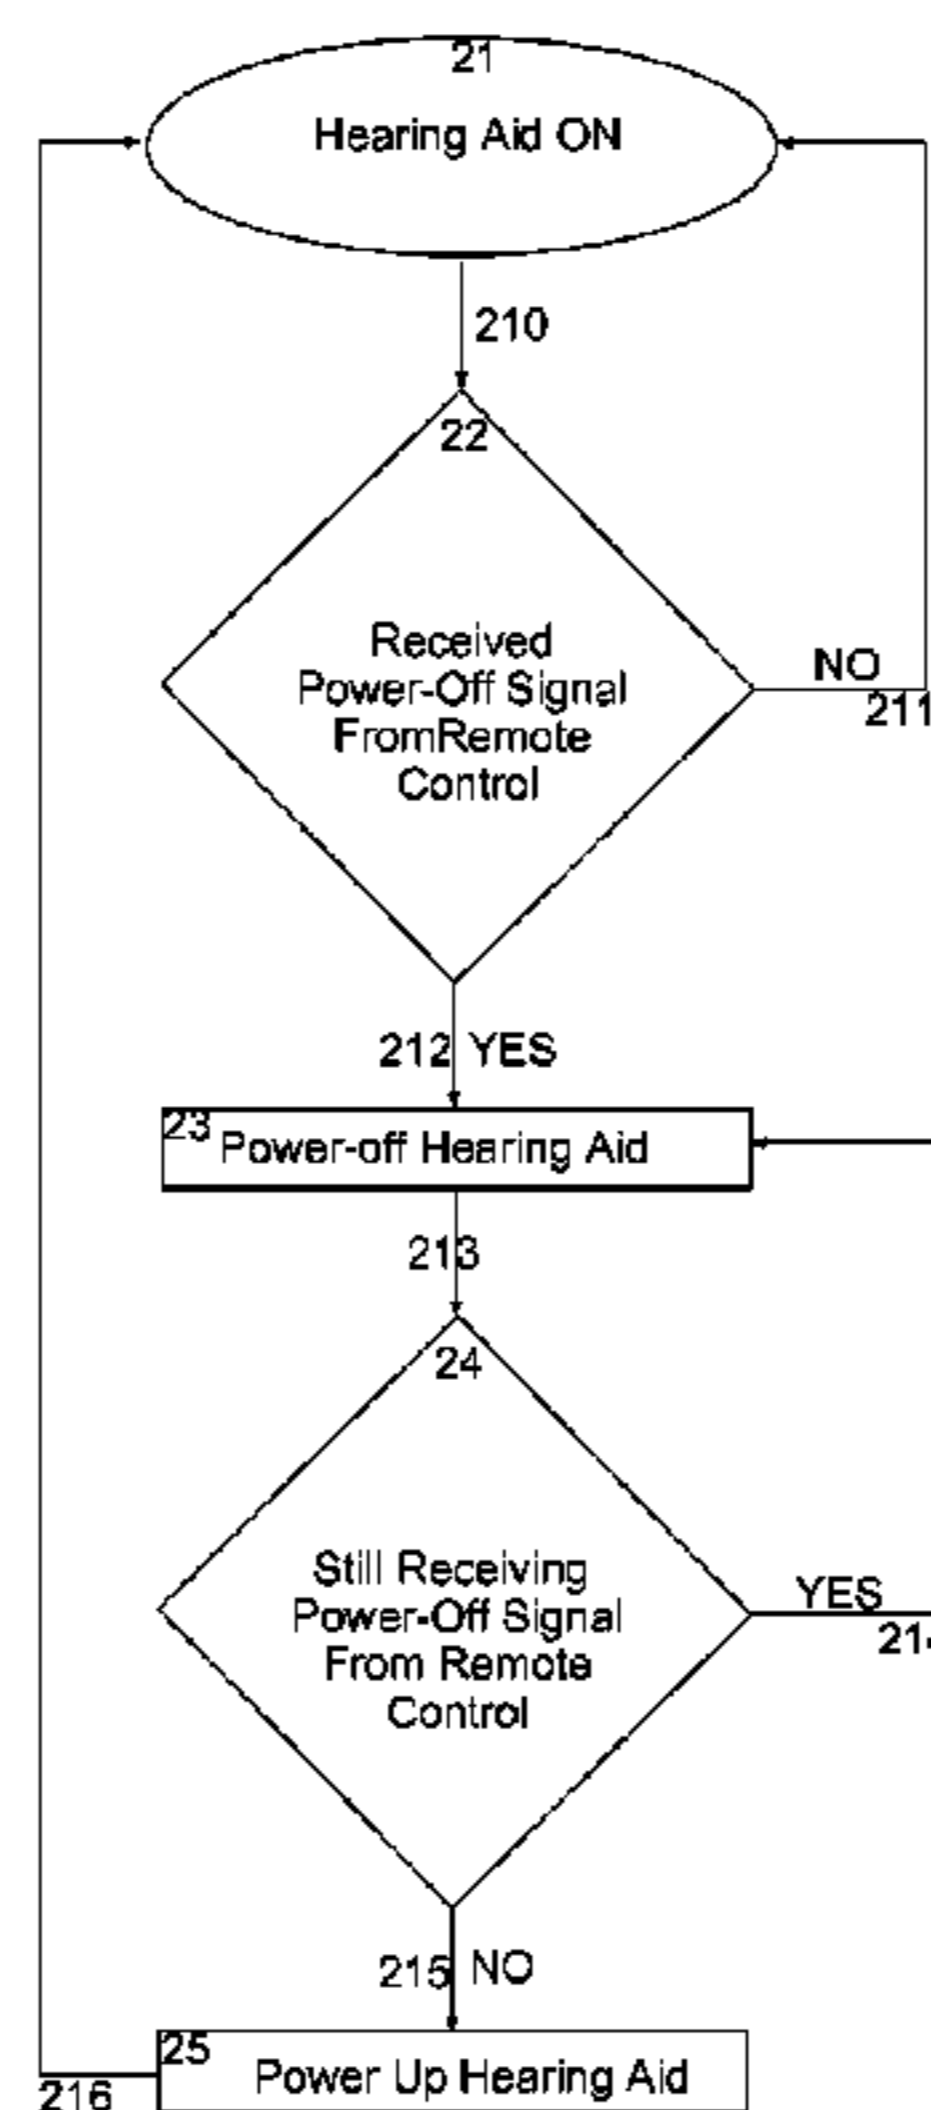 21
Hearing Aid ON
210
22
Received
Power-Off Signal
FromRemote
Control
NO
211
212 YES
23
Power-off Hearing Aid
213
24
Still Receiving
Power-Off Signal
From Remote
Control
YES
215 NO
25
Power Up Hearing Aid
216